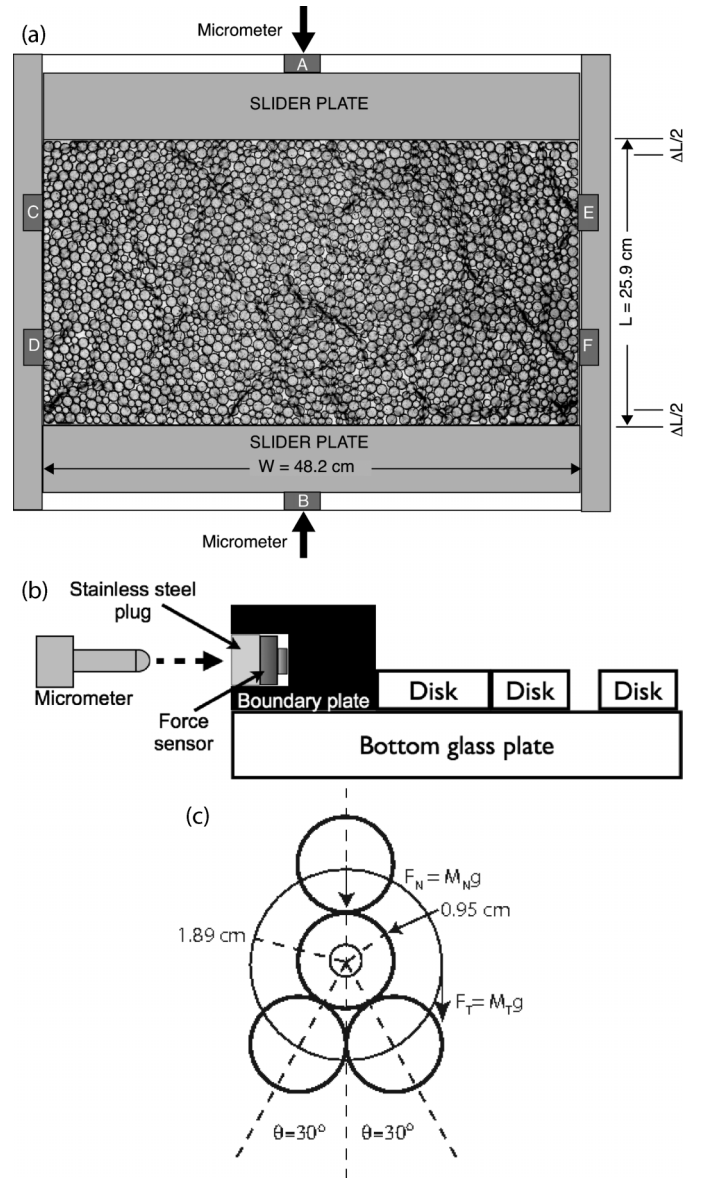 (a)
Micrometer
A
SLIDER PLATE
ΔL/2
C
E
L = 25.9 cm
D
F
ΔL/2
SLIDER PLATE
W = 48.2 cm
B
Micrometer
(b)
Stainless steel
plug
Micrometer
Boundary plate
Disk
Disk
Disk
Force
sensor
Bottom glass plate
(c)
F_N = M_N g
0.95 cm
1.89 cm
F_T = M_T g
θ=30°
θ=30°